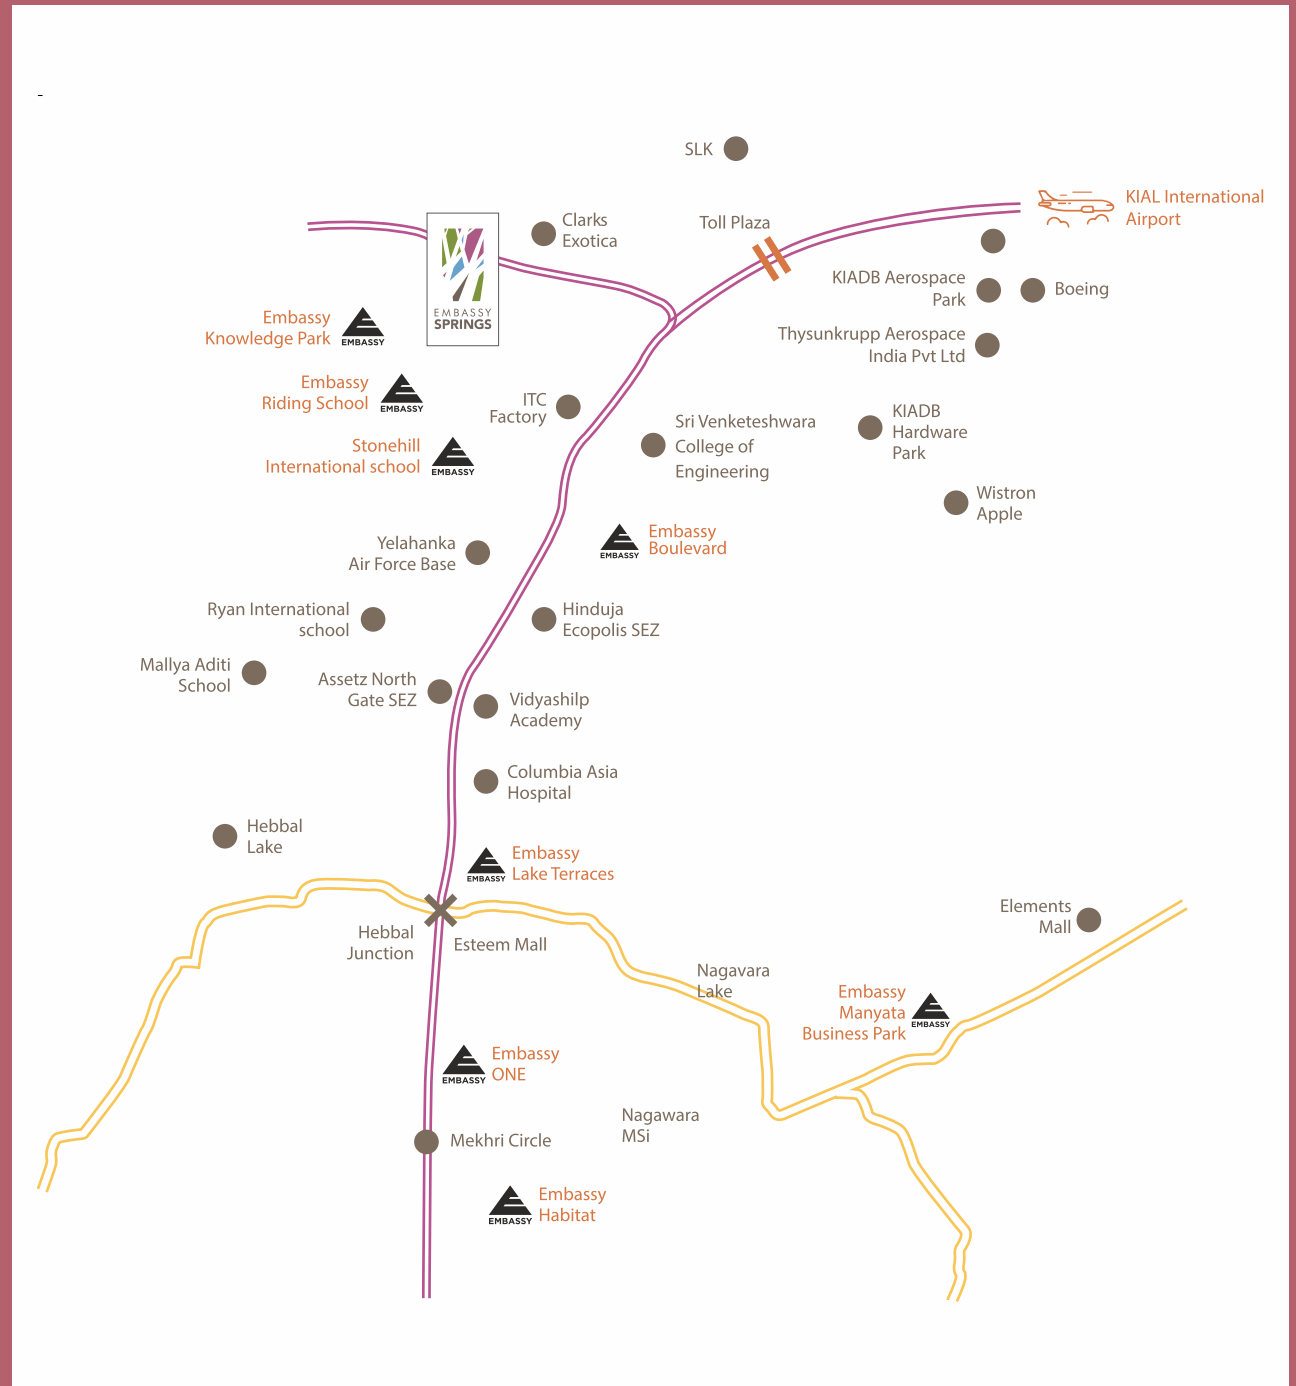 SLK
KIAL International
Airport
Clarks
Exotica
Toll Plaza
KIADB Aerospace
Park
Boeing
EMBASSY
SPRINGS
Embassy
Knowledge Park
EMBASSY
Thysunkrupp Aerospace
India Pvt Ltd
Embassy
Riding School
EMBASSY
ITC
Factory
Sri Venketeshwara
College of
Engineering
KIADB
Hardware
Park
Stonehill
International school
EMBASSY
Wistron
Apple
Embassy
Boulevard
EMBASSY
Yelahanka
Air Force Base
Ryan International
school
Hinduja
Ecopolis SEZ
Mallya Aditi
School
Assetz North
Gate SEZ
Vidyashilp
Academy
Columbia Asia
Hospital
Hebbal
Lake
Embassy
Lake Terraces
EMBASSY
Elements
Mall
Hebbal
Junction
Esteem Mall
Nagavara
Lake
Embassy
Manyata
Business Park
EMBASSY
Embassy
ONE
EMBASSY
Nagawara
MSi
Mekhri Circle
Embassy
Habitat
EMBASSY